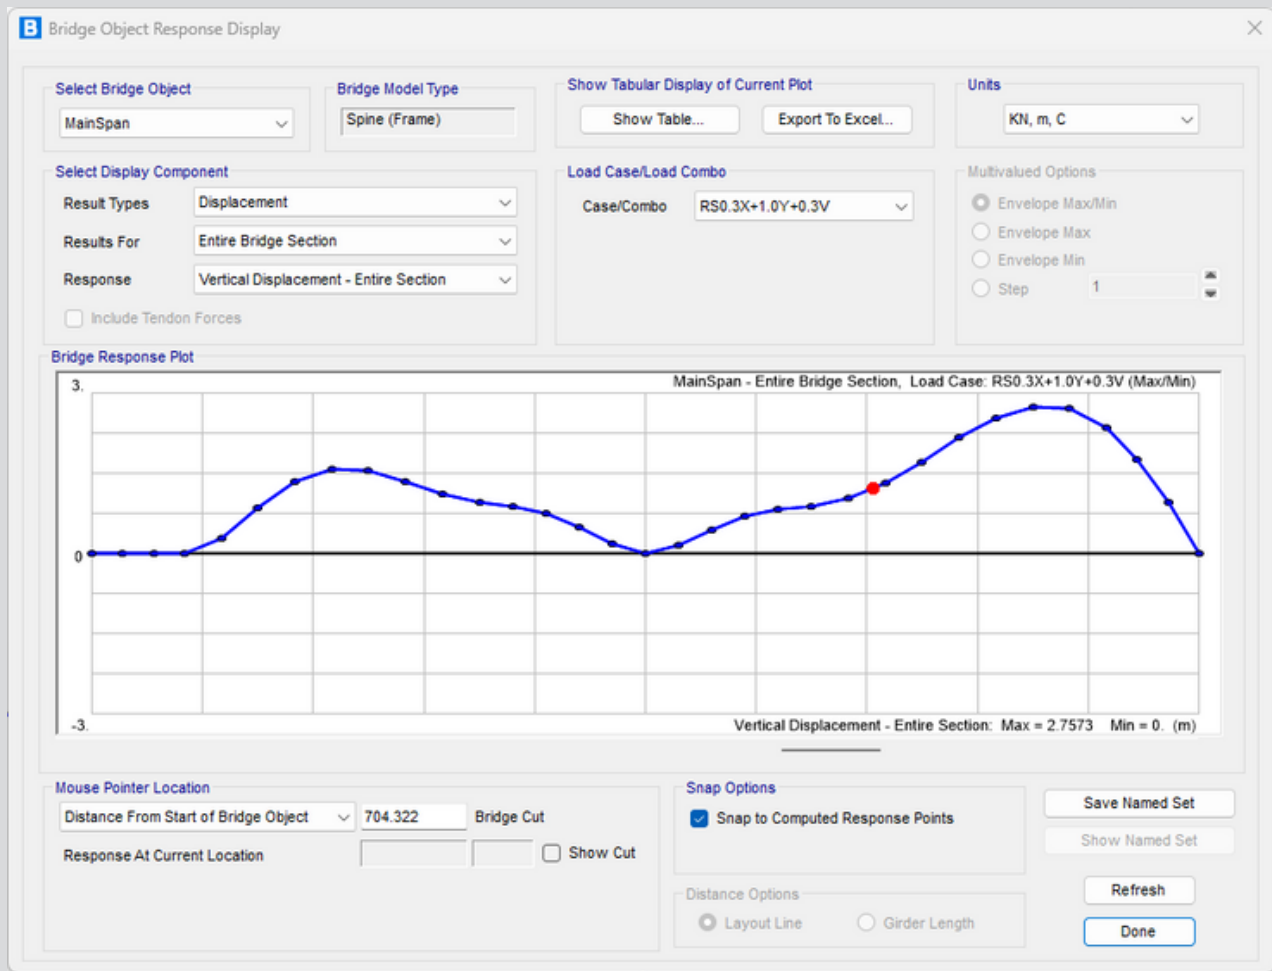 B Bridge Object Response Display
Select Bridge Object
MainSpan
Bridge Model Type
Spine (Frame)
Show Tabular Display of Current Plot
Show Table...
Export To Excel...
Units
KN, m, C
Select Display Component
Result Types
Displacement
Results For
Entire Bridge Section
Response
Vertical Displacement - Entire Section
Include Tendon Forces
Load Case/Load Combo
Case/Combo
RS0.3X+1.0Y+0.3V
Multivalued Options
Envelope Max/Min
Envelope Max
Envelope Min
Step
1
Bridge Response Plot
MainSpan - Entire Bridge Section, Load Case: RS0.3X+1.0Y+0.3V (Max/Min)
3.
0
-3.
Vertical Displacement - Entire Section: Max = 2.7573 Min = 0. (m)
Mouse Pointer Location
Distance From Start of Bridge Object
704.322
Bridge Cut
Response At Current Location
Show Cut
Snap Options
Snap to Computed Response Points
Distance Options
Layout Line
Girder Length
Save Named Set
Show Named Set
Refresh
Done